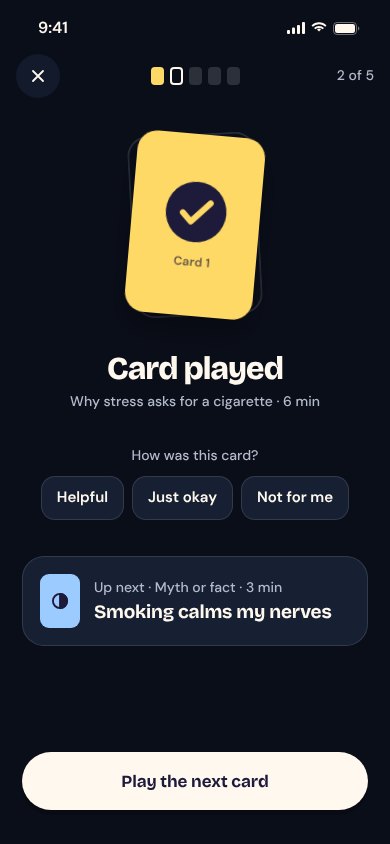 9:41
2 of 5
Card 1
Card played
Why stress asks for a cigarette · 6 min
How was this card?
Helpful
Just okay
Not for me
Up next · Myth or fact · 3 min
Smoking calms my nerves
Play the next card